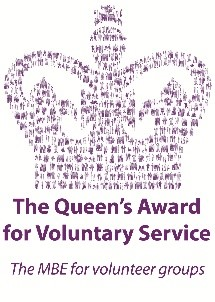 The Queen's Award
for Voluntary Service
The MBE for volunteer groups